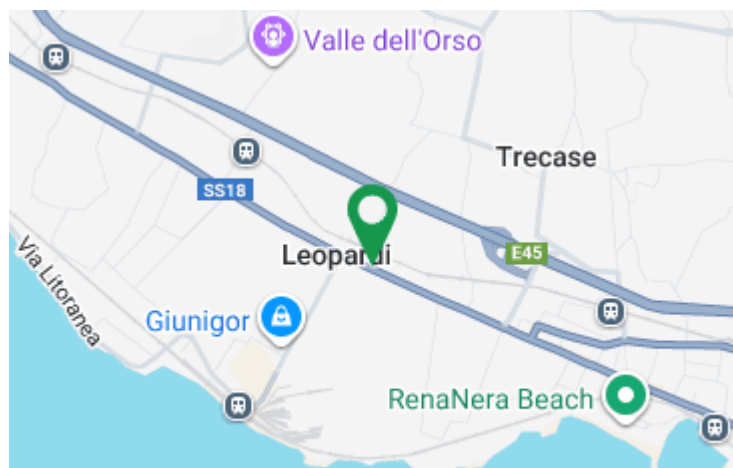 Valle dell'Orso
Trecase
SS18
Leopardi
E45
Via Litoranea
Giunigor
RenaNera Beach